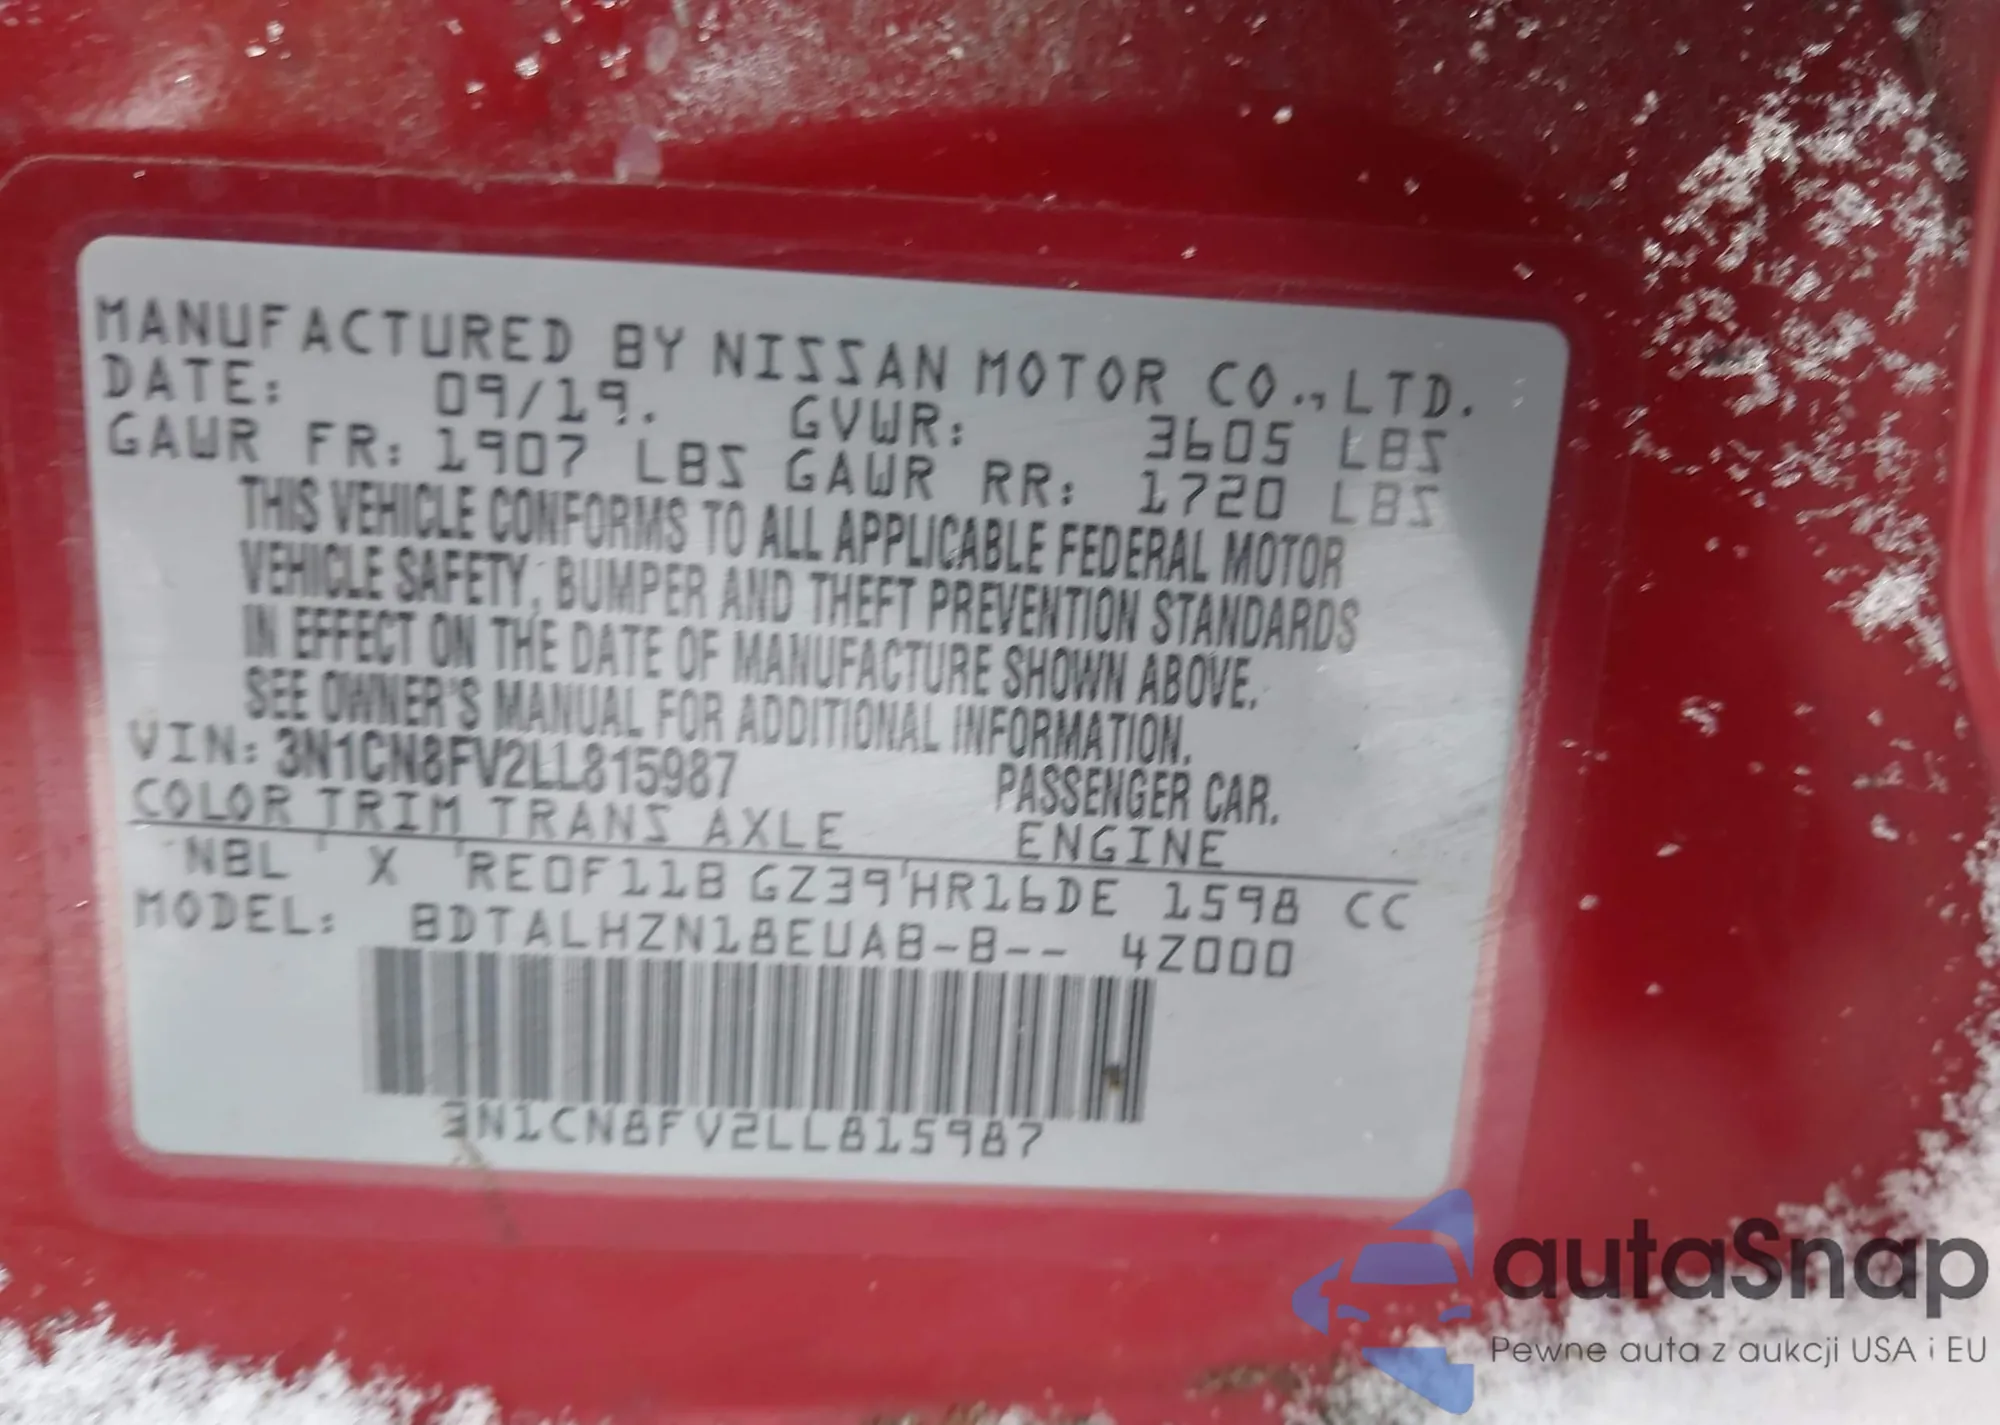 MANUFACTURED BY NISSAN MOTOR CO.,LTD.
DATE: 09/19. GVWR: 3605 LBS
GAWR FR: 1907 LBS GAWR RR: 1720 LBS
THIS VEHICLE CONFORMS TO ALL APPLICABLE FEDERAL MOTOR
VEHICLE SAFETY, BUMPER AND THEFT PREVENTION STANDARDS
IN EFFECT ON THE DATE OF MANUFACTURE SHOWN ABOVE.
SEE OWNER'S MANUAL FOR ADDITIONAL INFORMATION.
VIN: 3N1CN8FV2LL815987 PASSENGER CAR.
COLOR TRIM TRANS AXLE ENGINE
NBL X RE0F11B GZ39 HR16DE 1598 CC
MODEL: BDTALHZN18EUAB-B-- 4Z000
3N1CN8FV2LL815987
autaSnap
Pewne auta z aukcji USA i EU